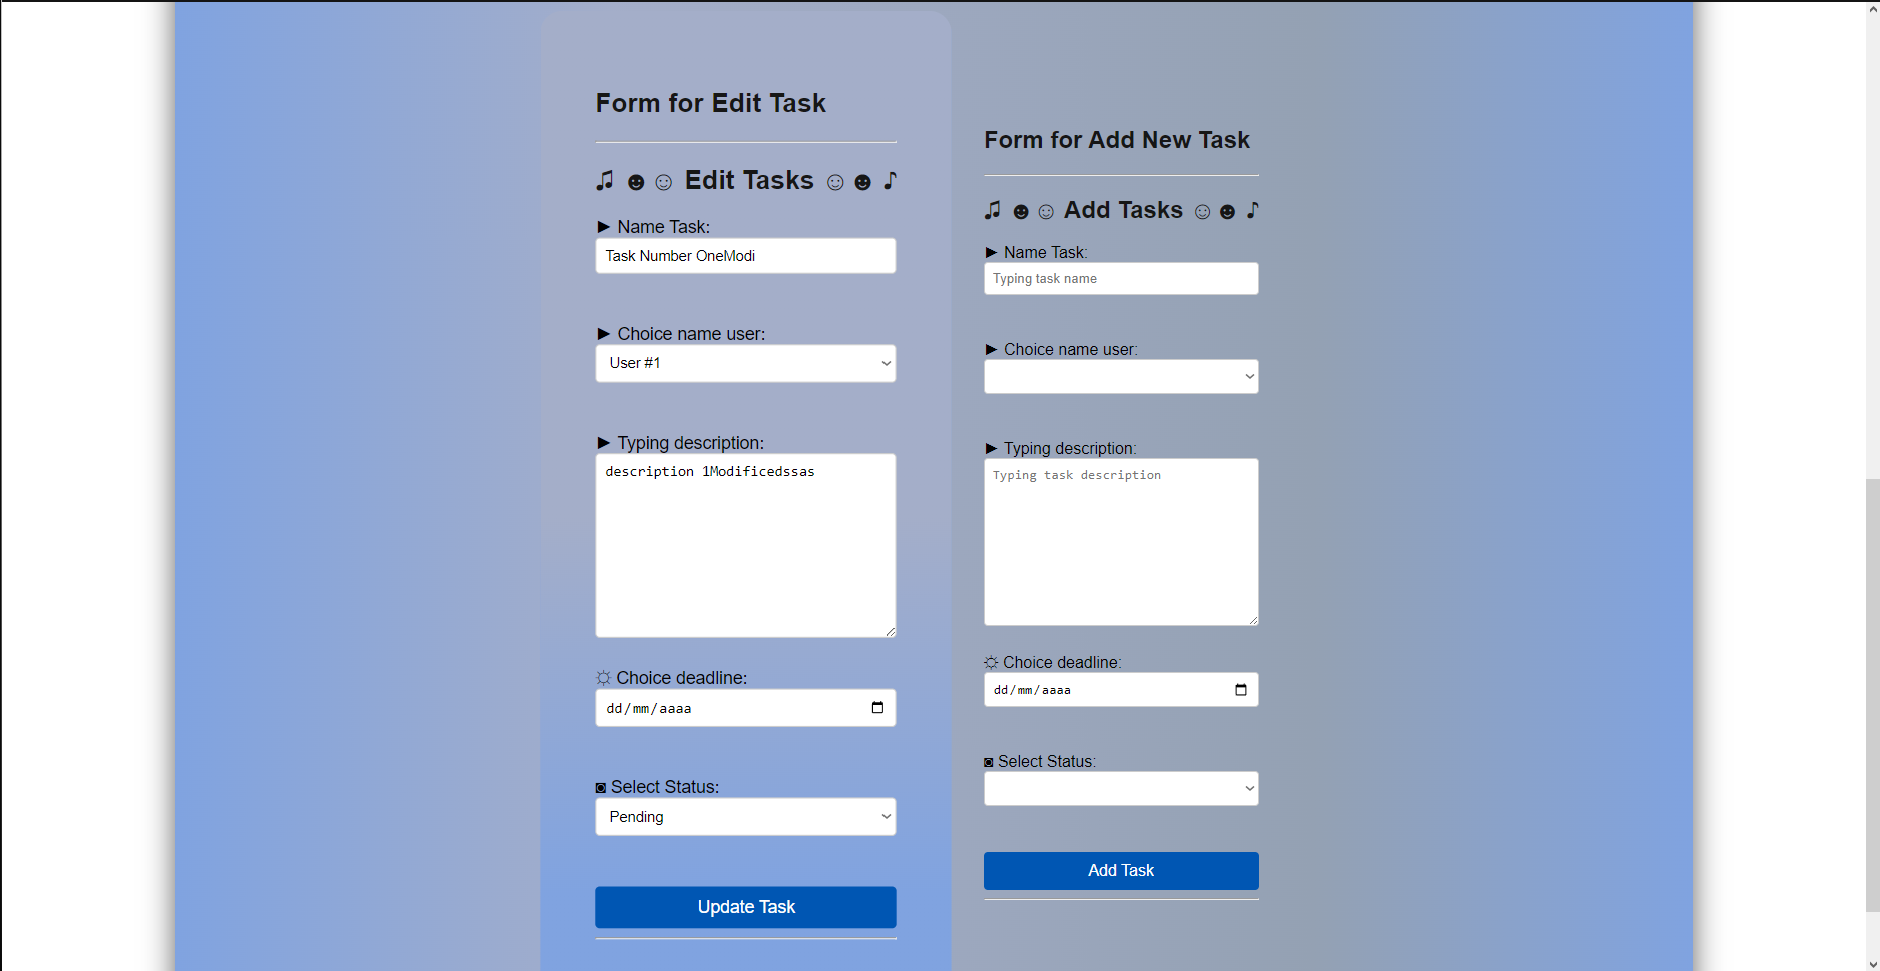 Form for Edit Task
♫ ☻☺ Edit Tasks ☺☻ ♪
► Name Task:
Task Number OneModi
► Choice name user:
User #1
► Typing description:
description 1Modificedssas
☼ Choice deadline:
dd/mm/aaaa
◙ Select Status:
Pending
Update Task
Form for Add New Task
♫ ☻☺ Add Tasks ☺☻ ♪
► Name Task:
Typing task name
► Choice name user:
► Typing description:
Typing task description
☼ Choice deadline:
dd/mm/aaaa
◙ Select Status:
Add Task